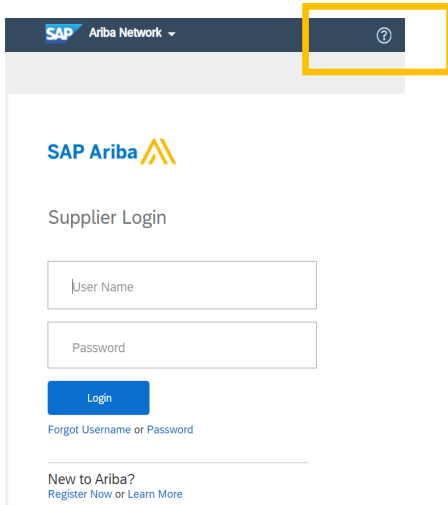 SAP Ariba Network
?
SAP Ariba
Supplier Login
User Name
Password
Login
Forgot Username or Password
New to Ariba?
Register Now or Learn More